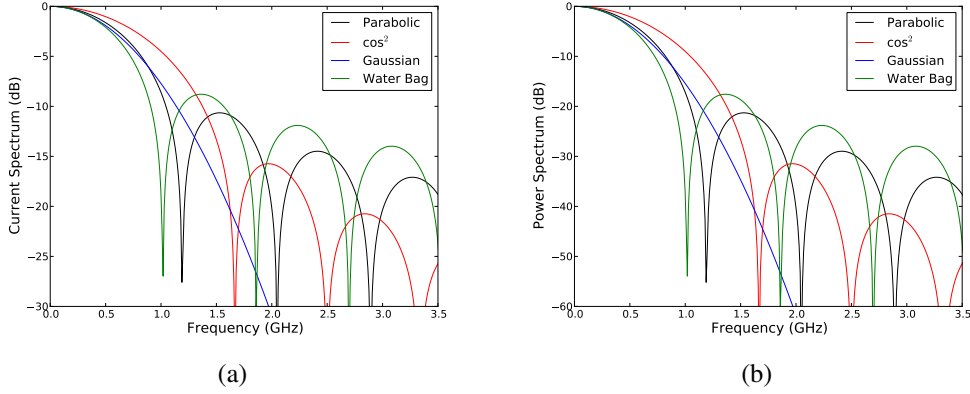 0
−5
−10
−15
−20
−25
−30
0.0 0.5 1.0 1.5 2.0 2.5 3.0 3.5
Current Spectrum (dB)
Frequency (GHz)
Parabolic
cos²
Gaussian
Water Bag
(a)
0
−10
−20
−30
−40
−50
−60
0.0 0.5 1.0 1.5 2.0 2.5 3.0 3.5
Power Spectrum (dB)
Frequency (GHz)
Parabolic
cos²
Gaussian
Water Bag
(b)